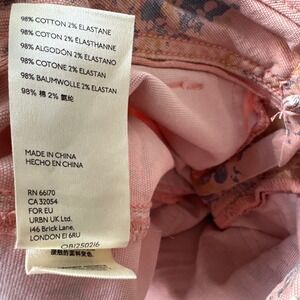 98% COTTON 2% ELASTANE
98% COTON 2% ELASTHANNE
98% ALGODÓN 2% ELASTANO
98% COTONE 2% ELASTAN
98% BAUMWOLLE 2% ELASTAN
98% 棉 2% 氨纶
MADE IN CHINA
HECHO EN CHINA
RN 66170
CA 32054
FOR EU
URBN UK Ltd.
146 Brick Lane,
LONDON E1 6RU
OB1250216